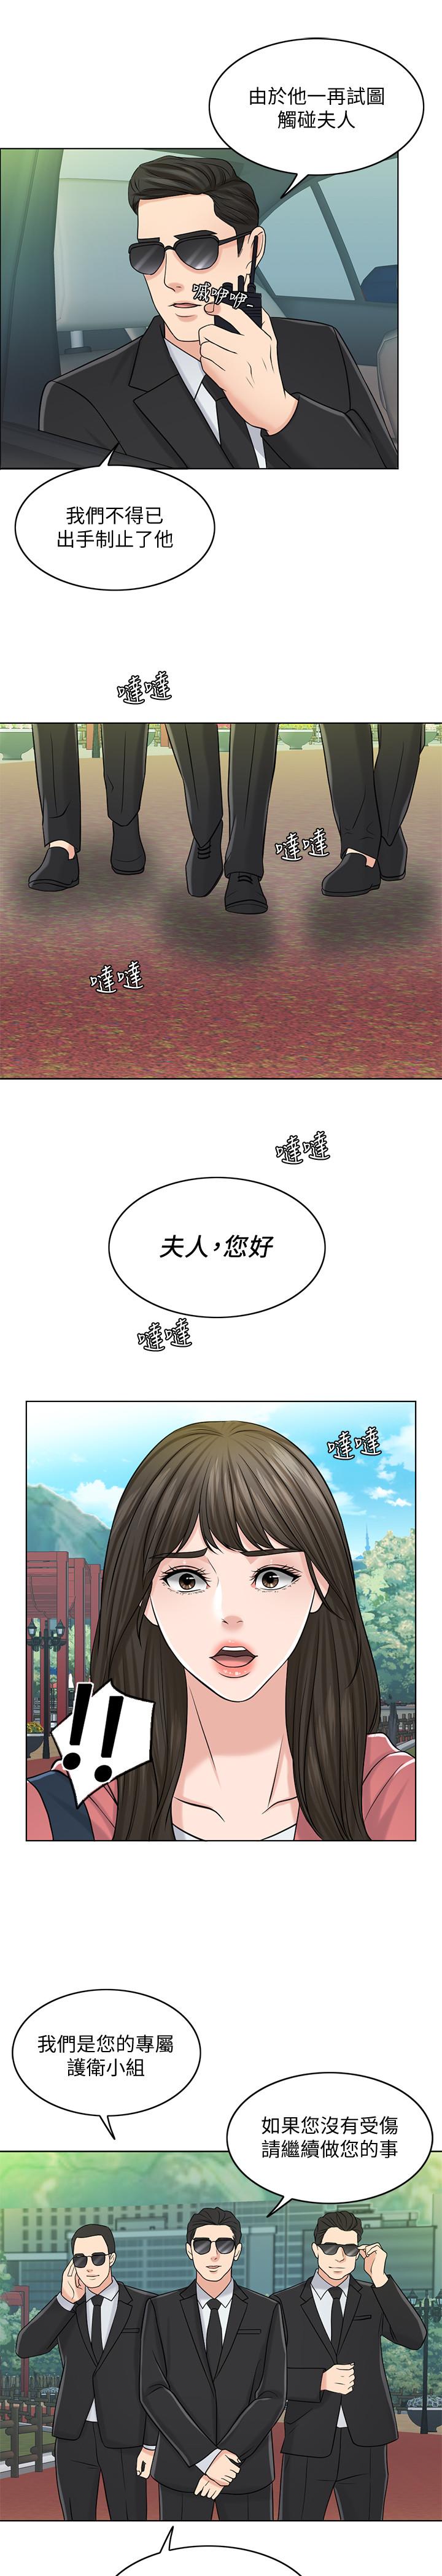 由於他一再試圖
觸碰夫人
喊咿咿-
我們不得已
出手制止了他
噠噠
噠噠
噠噠
噠噠
夫人，您好
噠噠
噠噠
!!
我們是您的專屬
護衛小組
如果您沒有受傷
請繼續做您的事